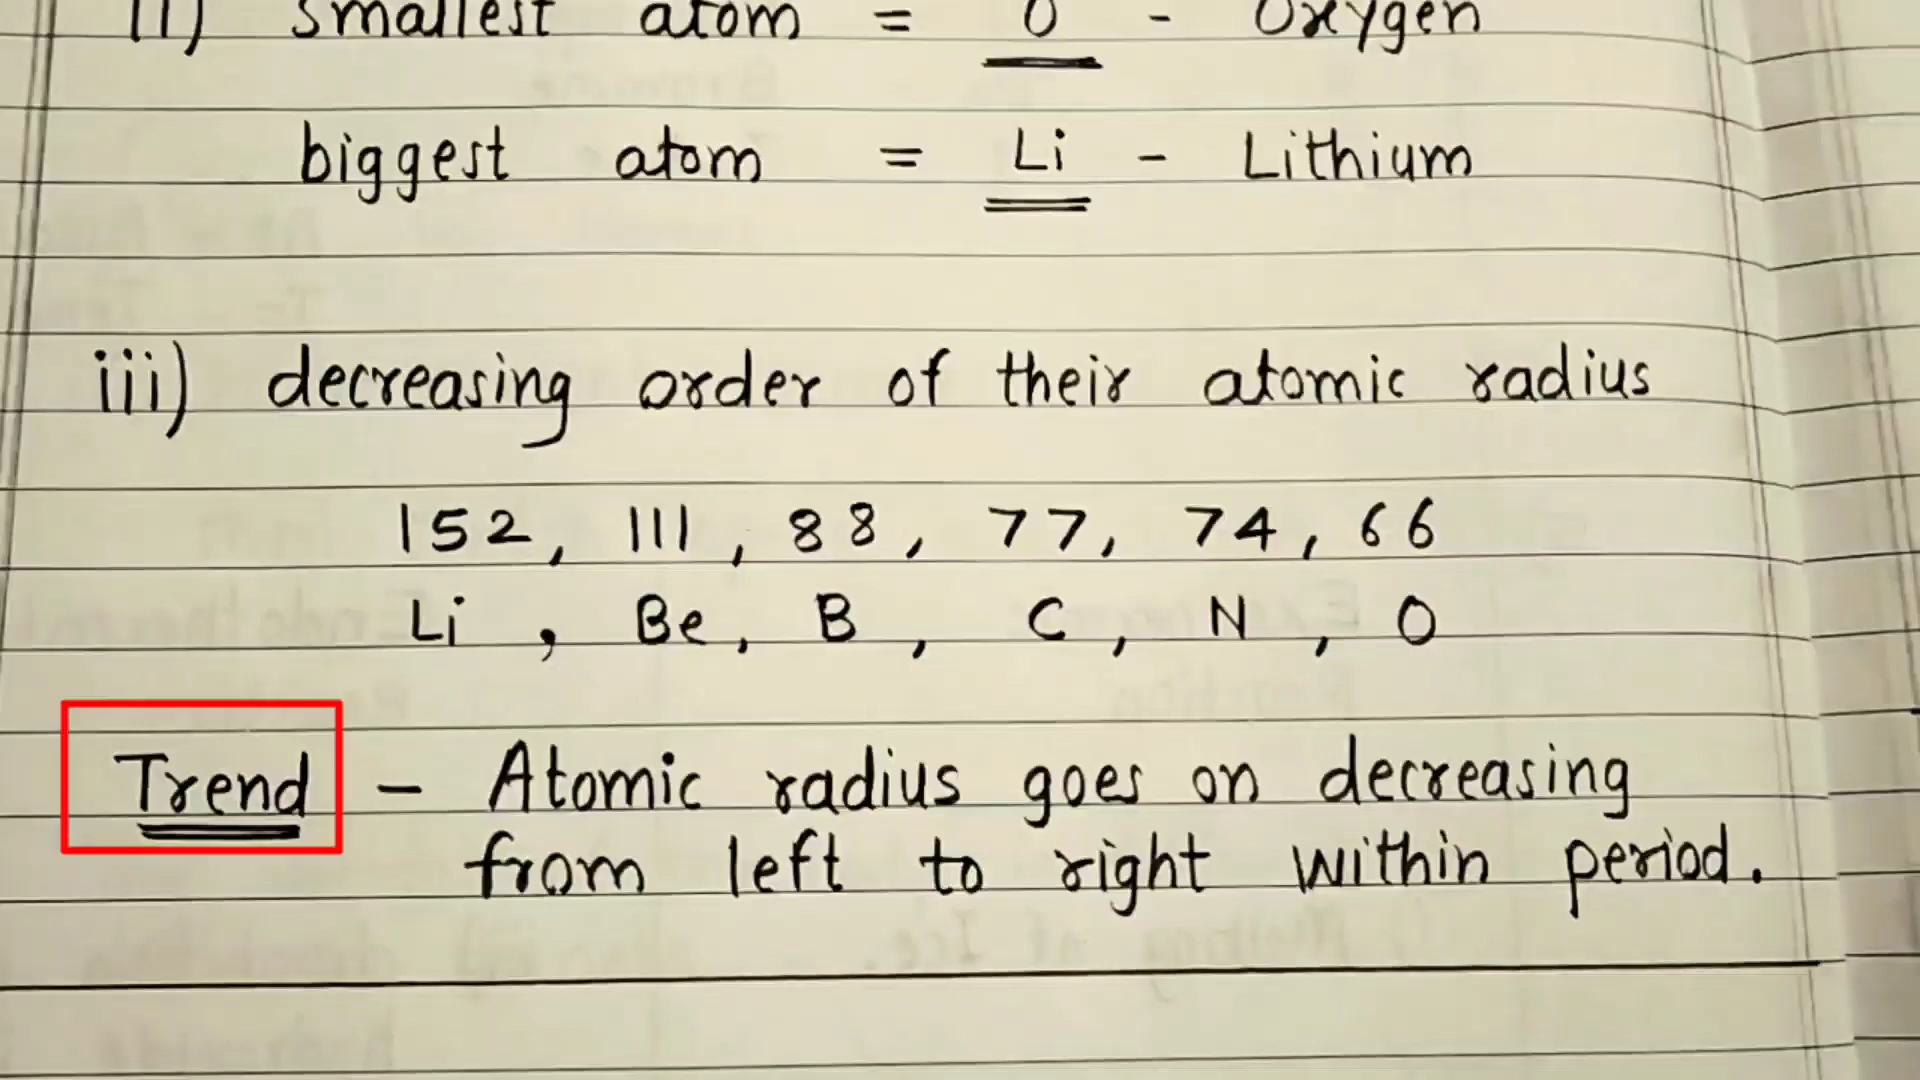 ii) smallest atom = O - Oxygen
biggest atom = Li - Lithium
iii) decreasing order of their atomic radius
152, 111, 88, 77, 74, 66
Li, Be, B, C, N, O
Trend - Atomic radius goes on decreasing
from left to right within period.